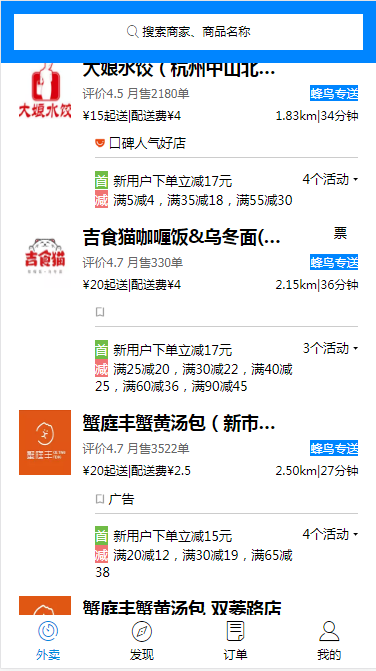 搜索商家、商品名称
大娘水饺（杭州中山北...
大娘水饺
评价4.5 月售2180单
蜂鸟专送
¥15起送|配送费¥4
1.83km|34分钟
口碑人气好店
首 新用户下单立减17元
4个活动
减 满5减4，满35减18，满55减30
吉食猫咖喱饭&乌冬面(...
票
吉食猫
评价4.7 月售330单
蜂鸟专送
¥20起送|配送费¥4
2.15km|36分钟
首 新用户下单立减17元
3个活动
减 满25减20，满30减22，满40减
25，满60减36，满90减45
蟹庭丰蟹黄汤包（新市...
评价4.7 月售3522单
蜂鸟专送
蟹庭丰
¥20起送|配送费¥2.5
2.50km|27分钟
广告
首 新用户下单立减15元
4个活动
减 满20减12，满30减19，满65减
38
蟹庭丰蟹黄汤包 双菱路店
外卖
发现
订单
我的